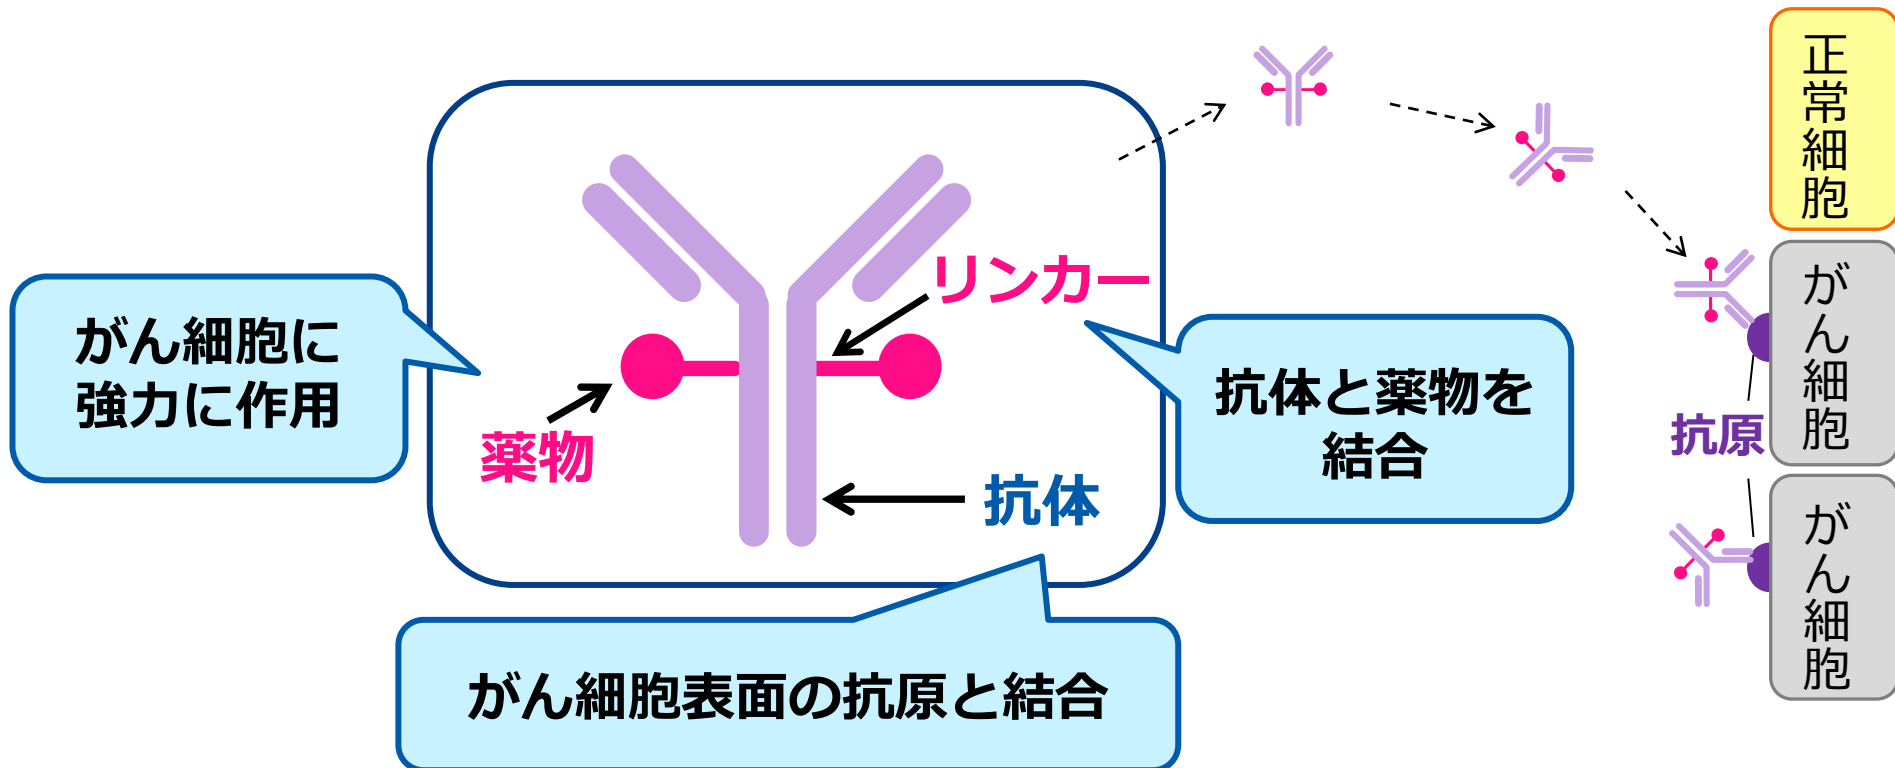 がん細胞に
強力に作用
薬物
リンカー
抗体
抗体と薬物を
結合
がん細胞表面の抗原と結合
正常細胞
がん細胞
抗原
がん細胞